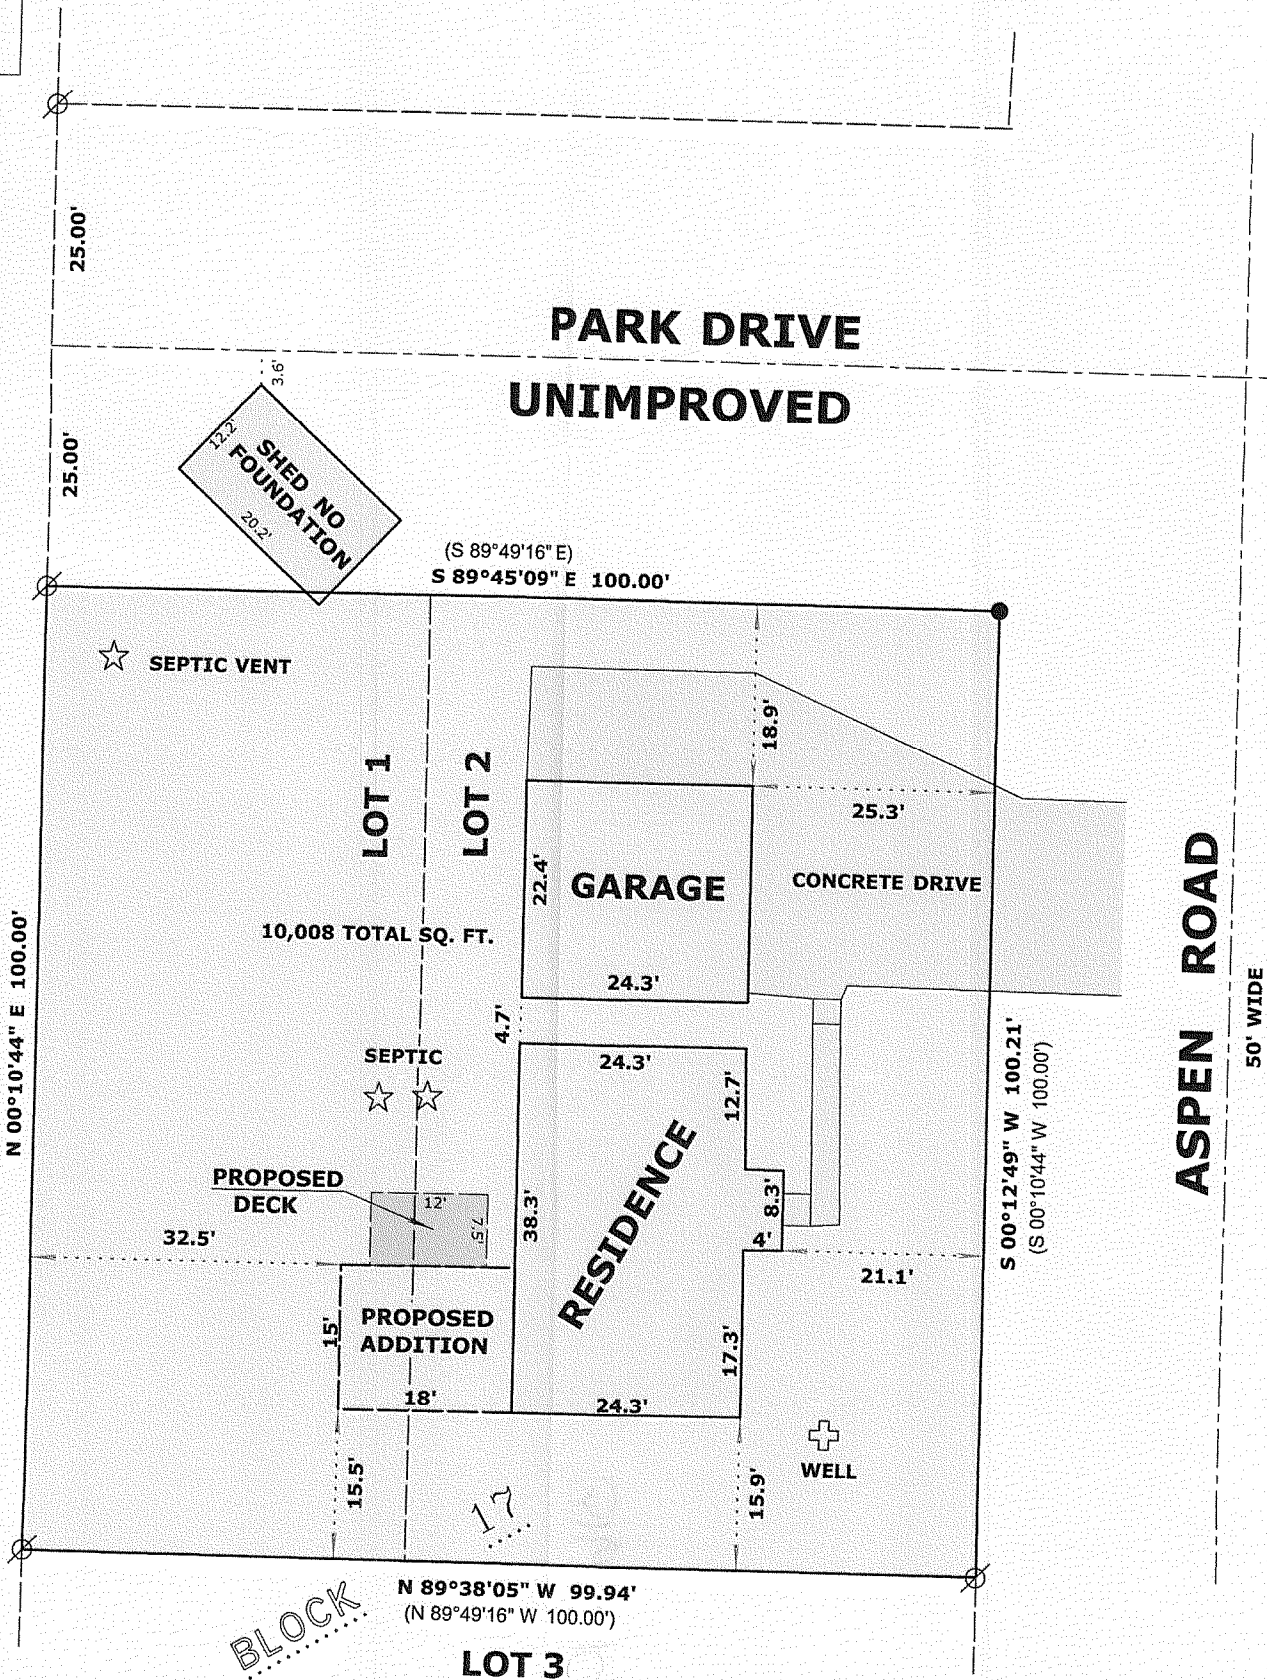 25.00'
PARK DRIVE
UNIMPROVED
3.6'
25.00'
12.2'
SHED NO
FOUNDATION
20.2'
(S 89°49'16" E)
S 89°45'09" E 100.00'
SEPTIC VENT
LOT 1
LOT 2
18.9'
25.3'
22.4'
GARAGE
CONCRETE DRIVE
10,008 TOTAL SQ. FT.
24.3'
4.7'
N 00°10'44" E 100.00'
ASPEN ROAD
50' WIDE
S 00°12'49" W 100.21'
(S 00°10'44" W 100.00')
SEPTIC
24.3'
12.7'
RESIDENCE
38.3'
8.3'
4'
PROPOSED
DECK
12'
7.5'
32.5'
21.1'
PROPOSED
ADDITION
15'
18'
17.3'
24.3'
WELL
15.5'
15.9'
17
BLOCK
N 89°38'05" W 99.94'
(N 89°49'16" W 100.00')
LOT 3